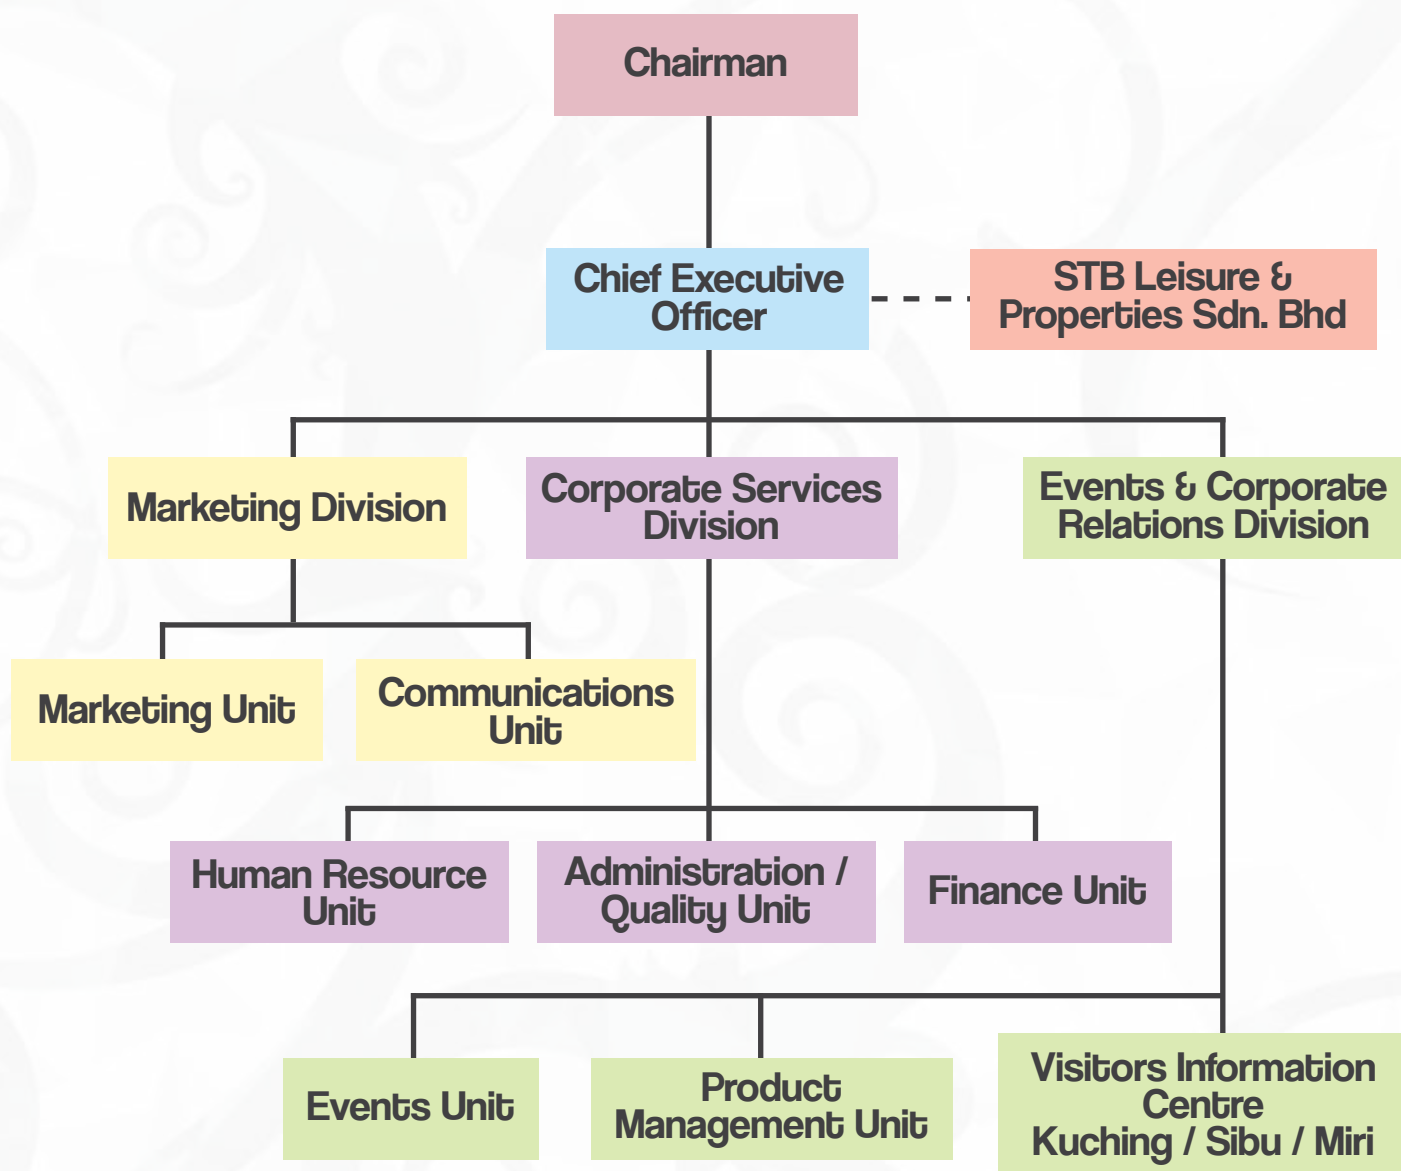 Chairman
Chief Executive
Officer
STB Leisure &
Properties Sdn. Bhd
Marketing Division
Corporate Services
Division
Events & Corporate
Relations Division
Marketing Unit
Communications
Unit
Human Resource
Unit
Administration /
Quality Unit
Finance Unit
Events Unit
Product
Management Unit
Visitors Information
Centre
Kuching / Sibu / Miri